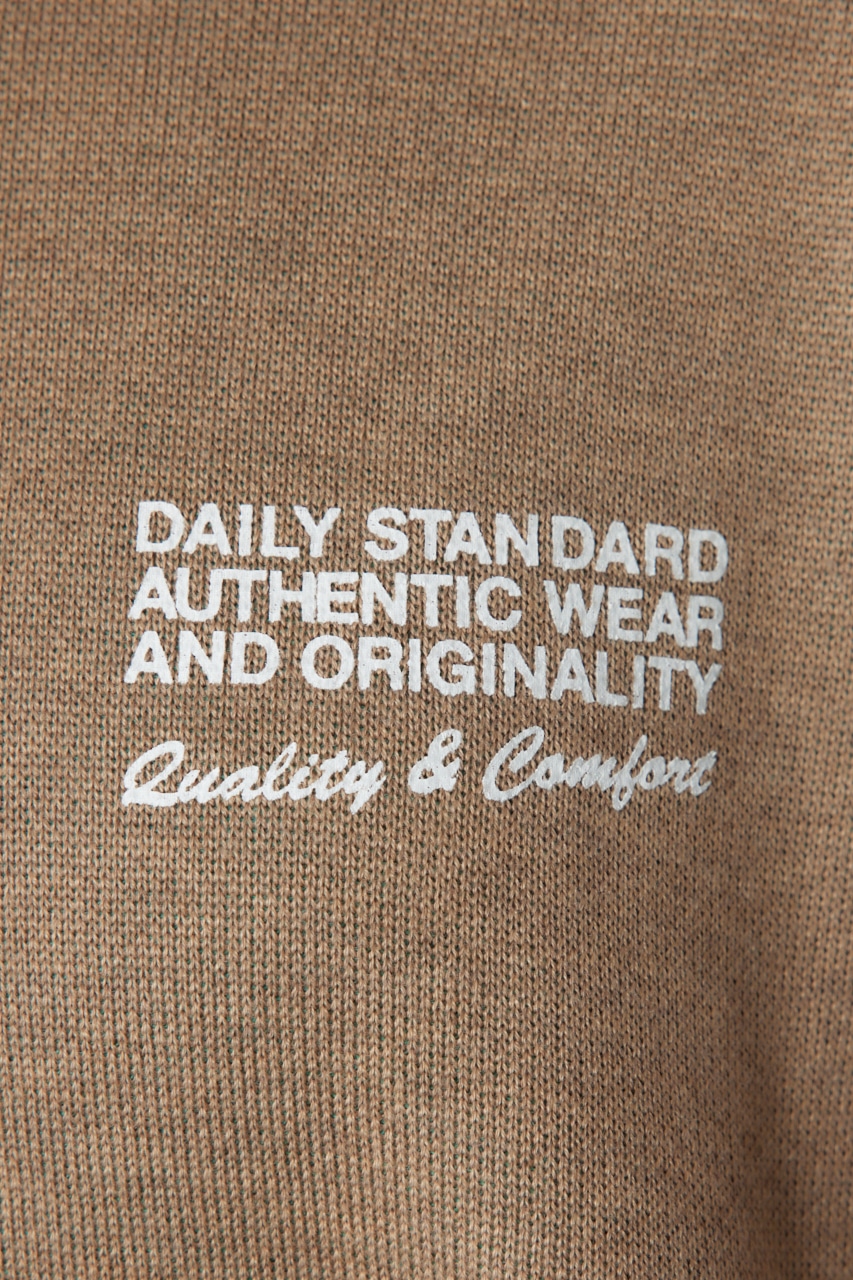 DAILY STANDARD
AUTHENTIC WEAR
AND ORIGINALITY
Quality & Comfort